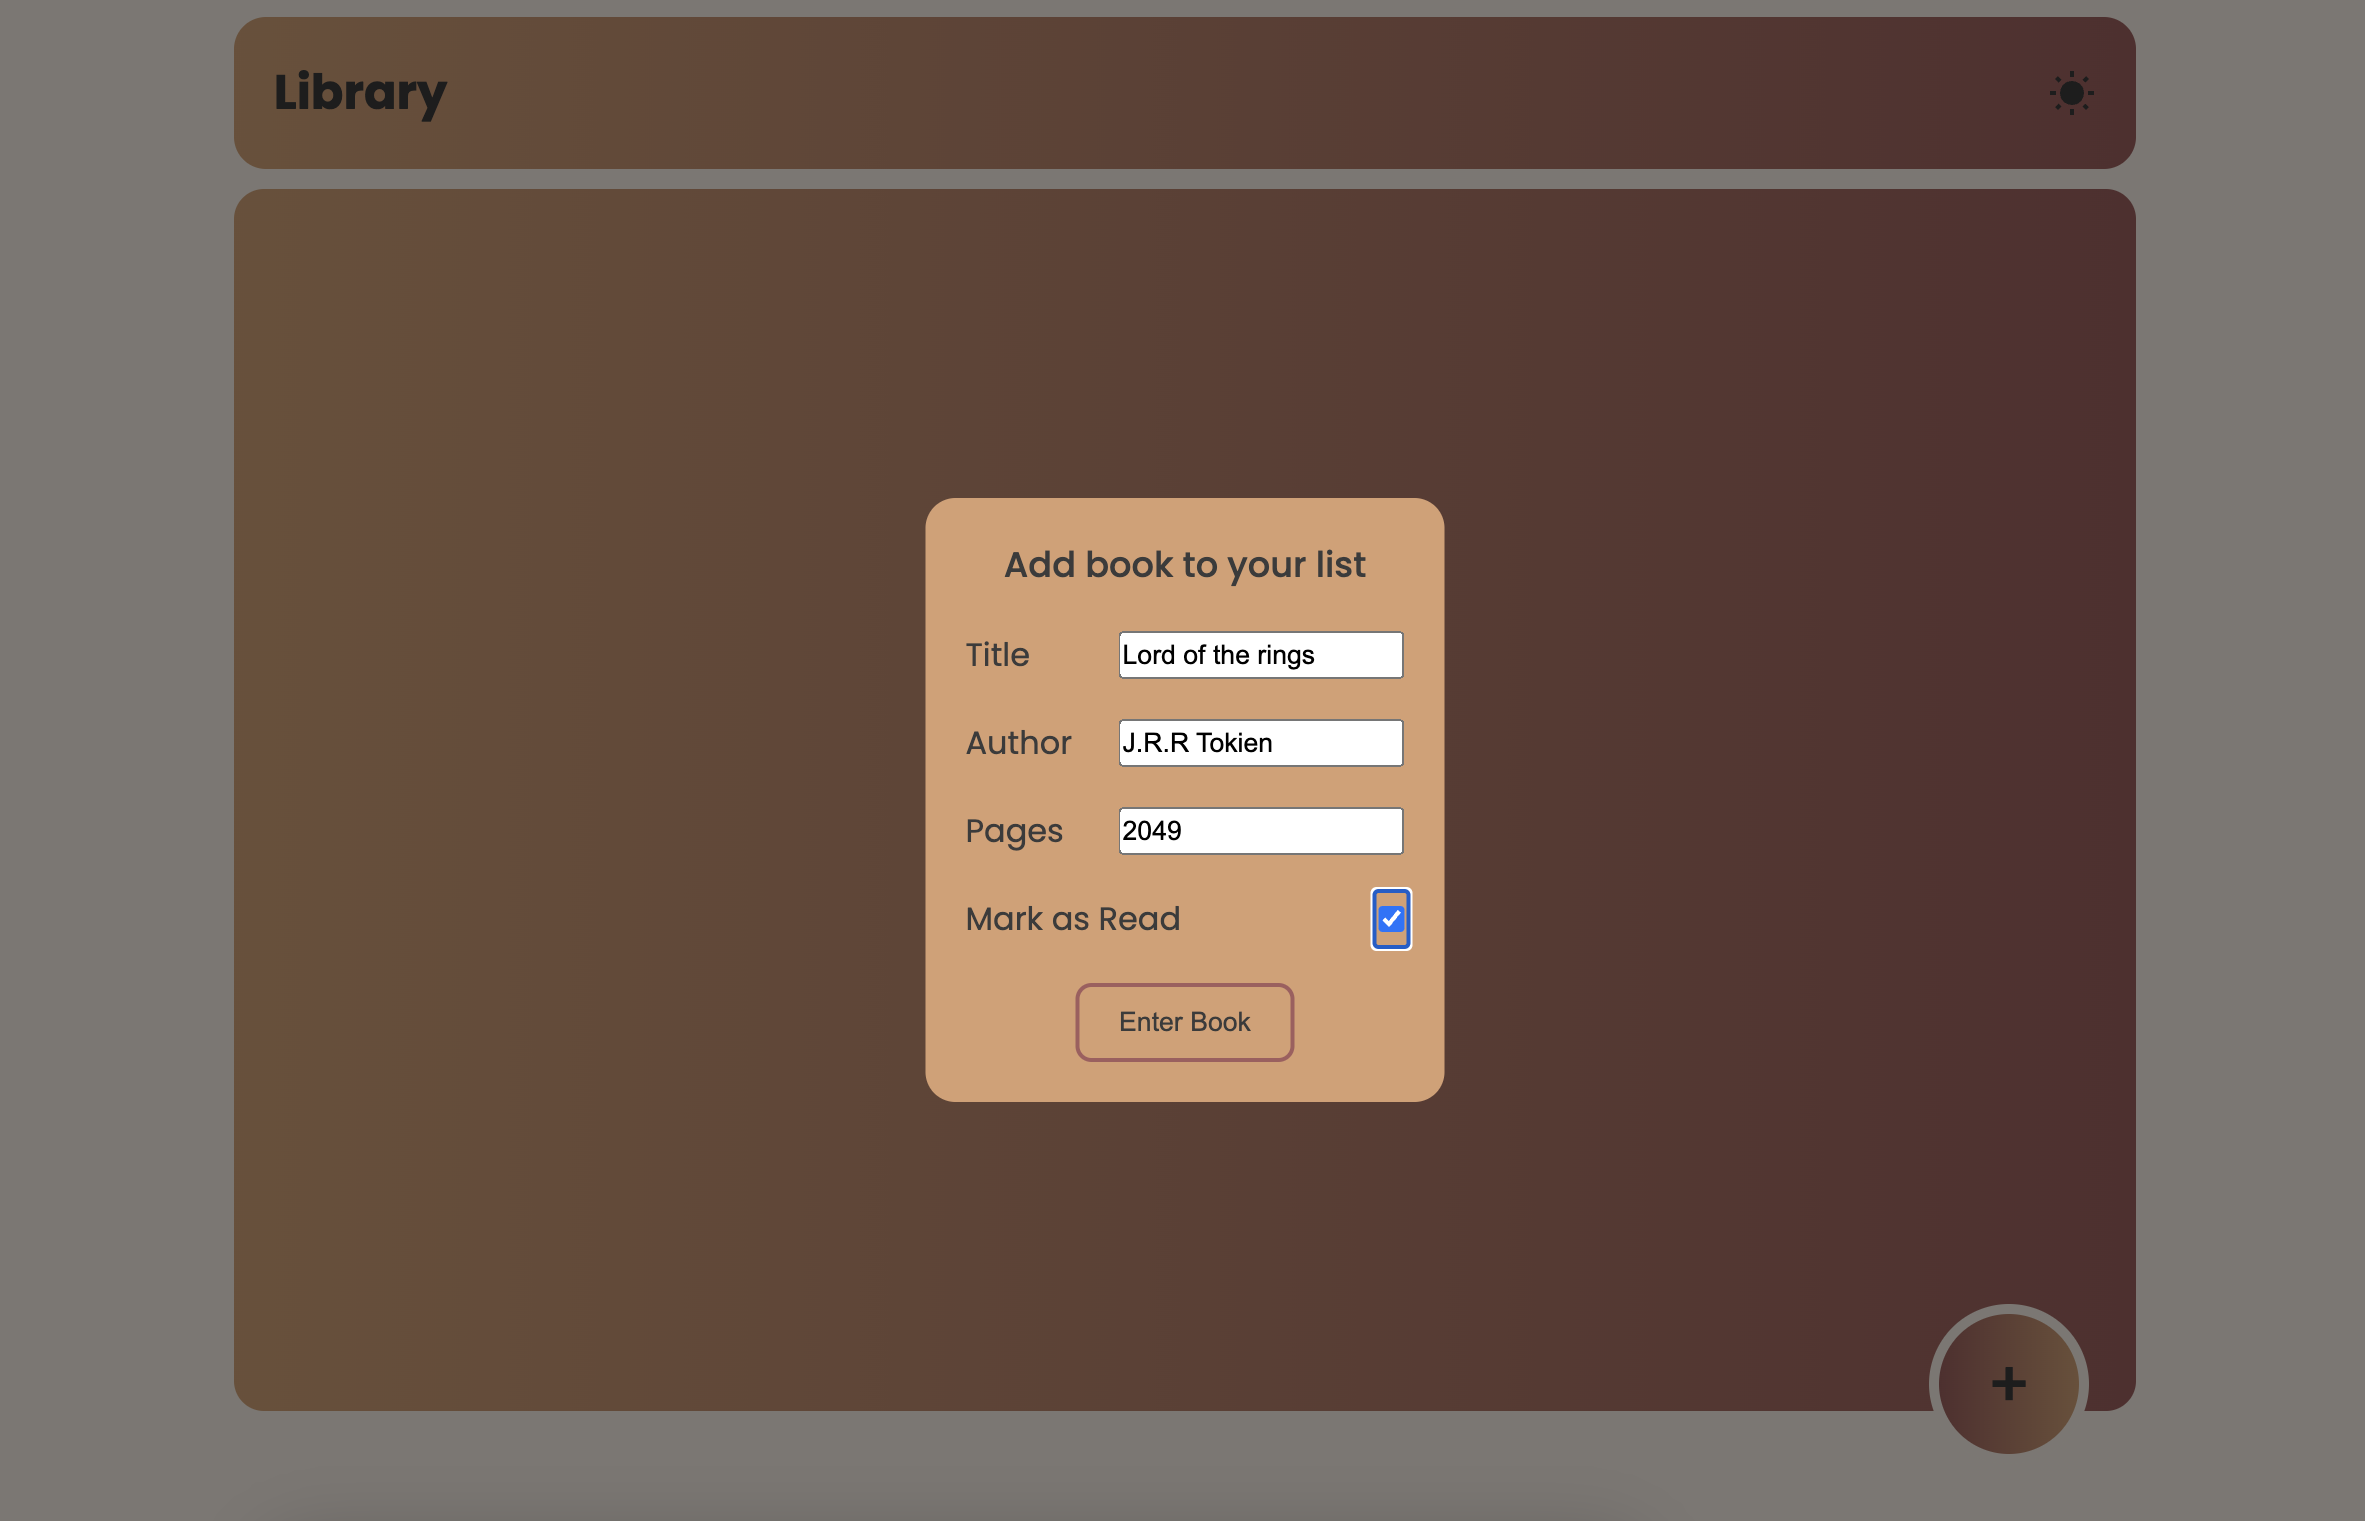 Library
Add book to your list
Title Lord of the rings
Author J.R.R Tokien
Pages 2049
Mark as Read
Enter Book
+